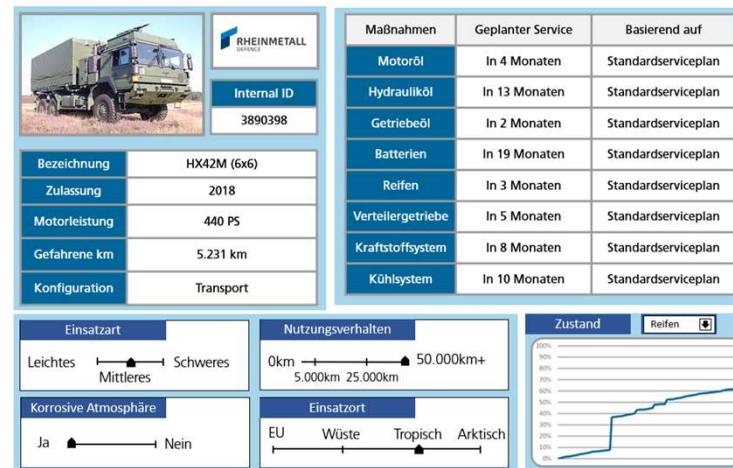 RHEINMETALL
DEFENCE
Internal ID
3890398
Bezeichnung HX42M (6x6)
Zulassung 2018
Motorleistung 440 PS
Gefahrene km 5.231 km
Konfiguration Transport
Maßnahmen Geplanter Service Basierend auf
Motoröl In 4 Monaten Standardserviceplan
Hydrauliköl In 13 Monaten Standardserviceplan
Getriebeöl In 2 Monaten Standardserviceplan
Batterien In 19 Monaten Standardserviceplan
Reifen In 3 Monaten Standardserviceplan
Verteilergetriebe In 5 Monaten Standardserviceplan
Kraftstoffsystem In 8 Monaten Standardserviceplan
Kühlsystem In 10 Monaten Standardserviceplan
Einsatzart
Leichtes Schweres
Mittleres
Nutzungsverhalten
0km 50.000km+
5.000km 25.000km
Korrosive Atmosphäre
Ja Nein
Einsatzort
EU Wüste Tropisch Arktisch
Zustand Reifen
100%
90%
80%
70%
60%
50%
40%
30%
20%
10%
0%